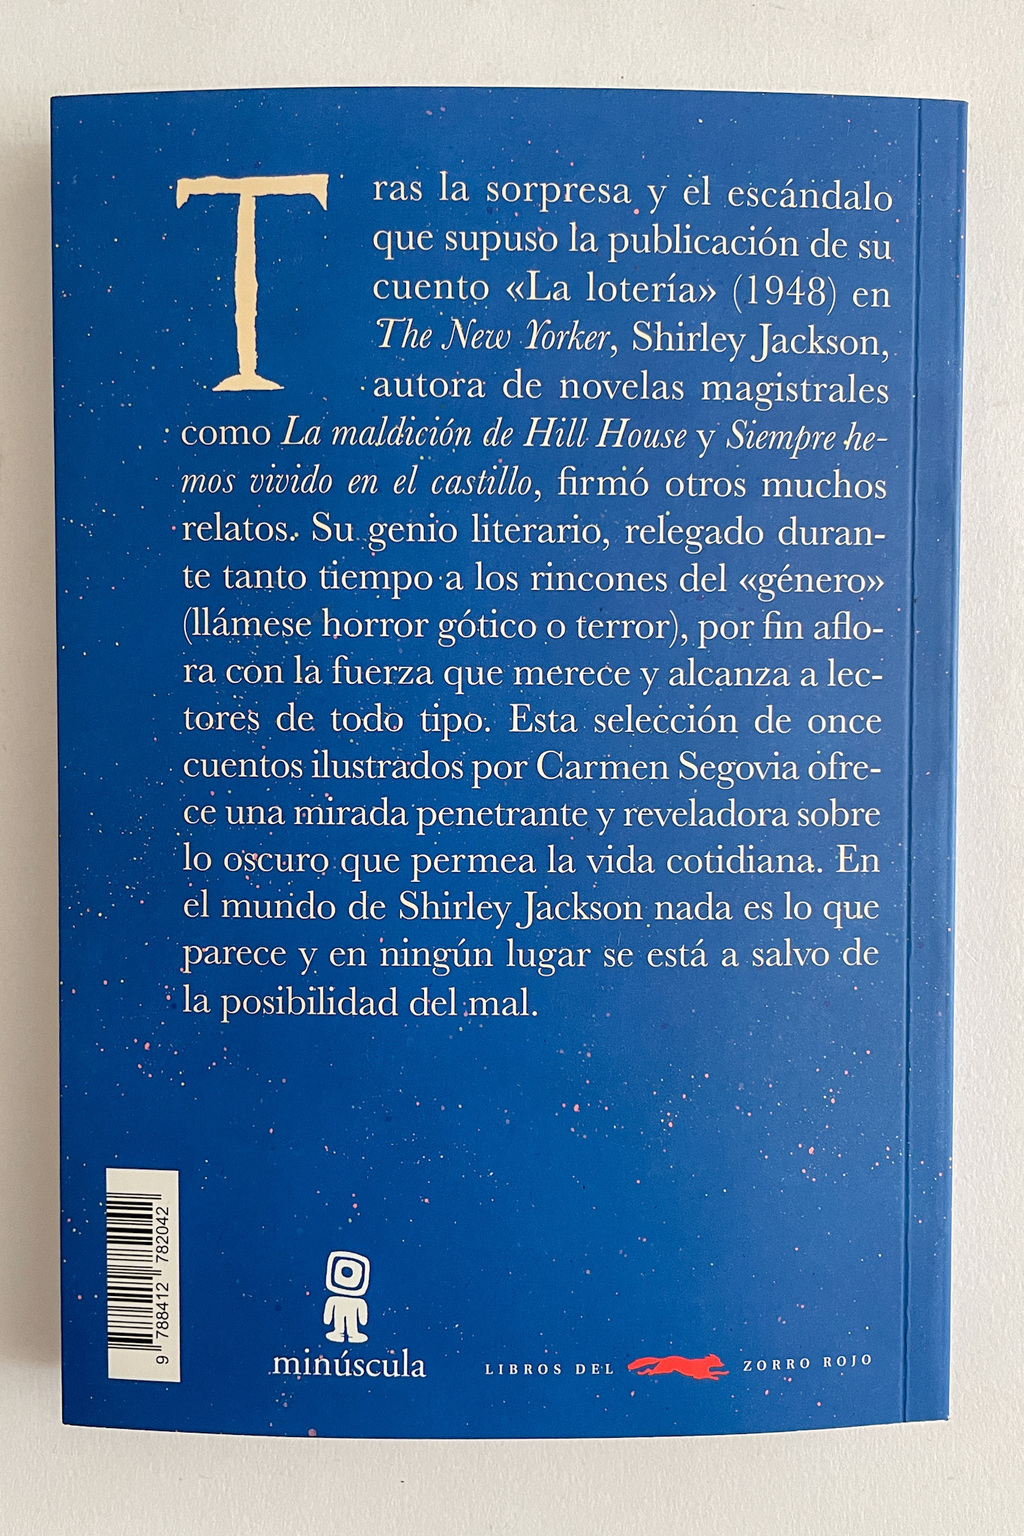 Tras la sorpresa y el escándalo
que supuso la publicación de su
cuento «La lotería» (1948) en
The New Yorker, Shirley Jackson,
autora de novelas magistrales
como La maldición de Hill House y Siempre he-
mos vivido en el castillo, firmó otros muchos
relatos. Su genio literario, relegado duran-
te tanto tiempo a los rincones del «género»
(llámese horror gótico o terror), por fin aflo-
ra con la fuerza que merece y alcanza a lec-
tores de todo tipo. Esta selección de once
cuentos ilustrados por Carmen Segovia ofre-
ce una mirada penetrante y reveladora sobre
lo oscuro que permea la vida cotidiana. En
el mundo de Shirley Jackson nada es lo que
parece y en ningún lugar se está a salvo de
la posibilidad del mal.
9 788412 782042
minúscula
LIBROS DEL ZORRO ROJO